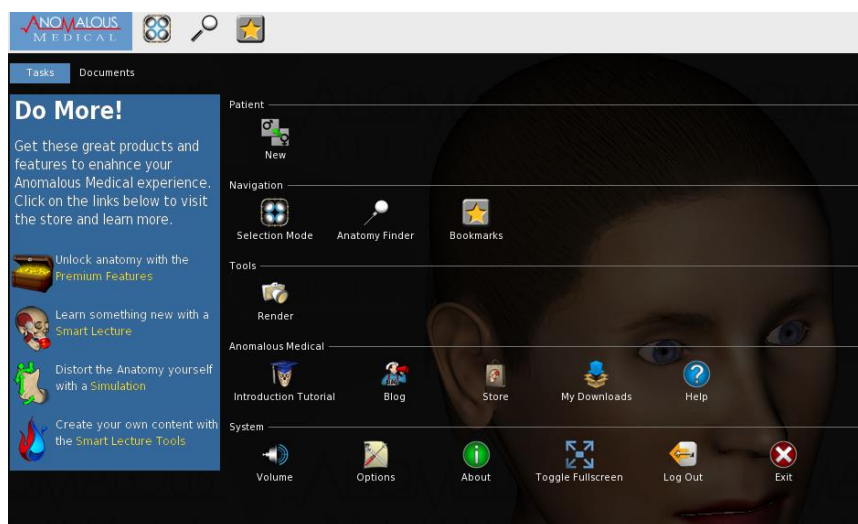 ANOMALOUS
MEDICAL
Tasks Documents
Do More!
Get these great products and
features to enahnce your
Anomalous Medical experience.
Click on the links below to visit
the store and learn more.
Unlock anatomy with the
Premium Features
Learn something new with a
Smart Lecture
Distort the Anatomy yourself
with a Simulation
Create your own content with
the Smart Lecture Tools
Patient
New
Navigation
Selection Mode Anatomy Finder Bookmarks
Tools
Render
Anomalous Medical
Introduction Tutorial Blog Store My Downloads Help
System
Volume Options About Toggle Fullscreen Log Out Exit